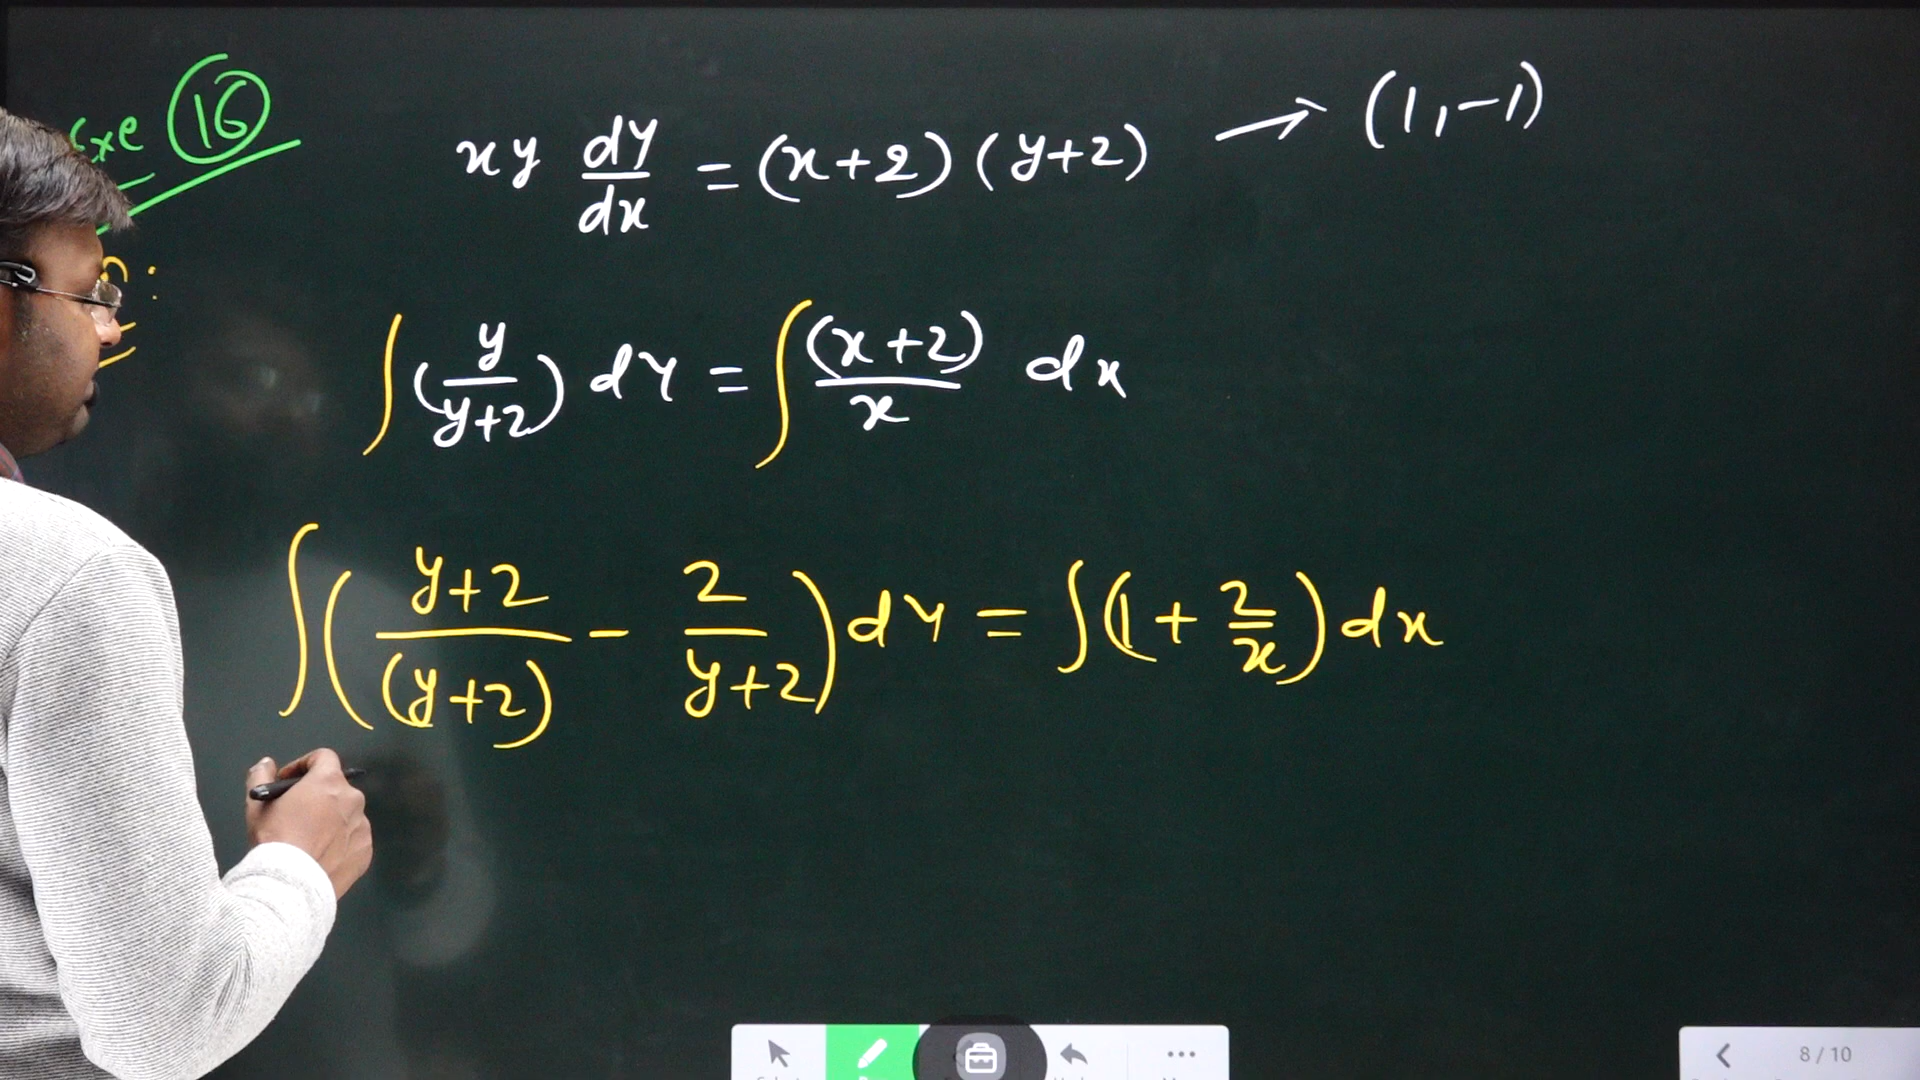 Exe 16
xy dy/dx = (x+2)(y+2) → (1,-1)
∫(y/y+2) dy = ∫(x+2)/x dx
∫(y+2/(y+2) - 2/y+2)dy = ∫(1+2/x)dx
8 / 10